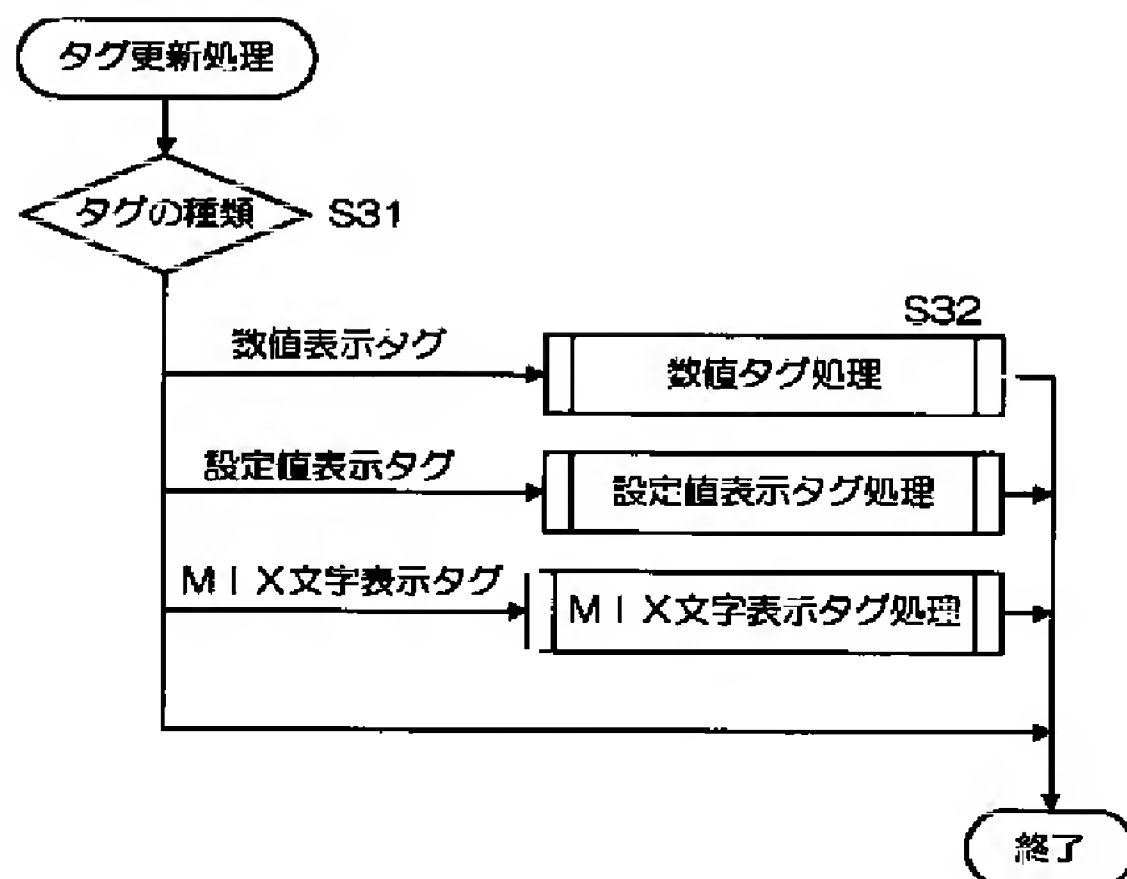 タグ更新処理
タグの種類 S31
S32
数値表示タグ
数値タグ処理
設定値表示タグ
設定値表示タグ処理
MIX文字表示タグ
MIX文字表示タグ処理
終了